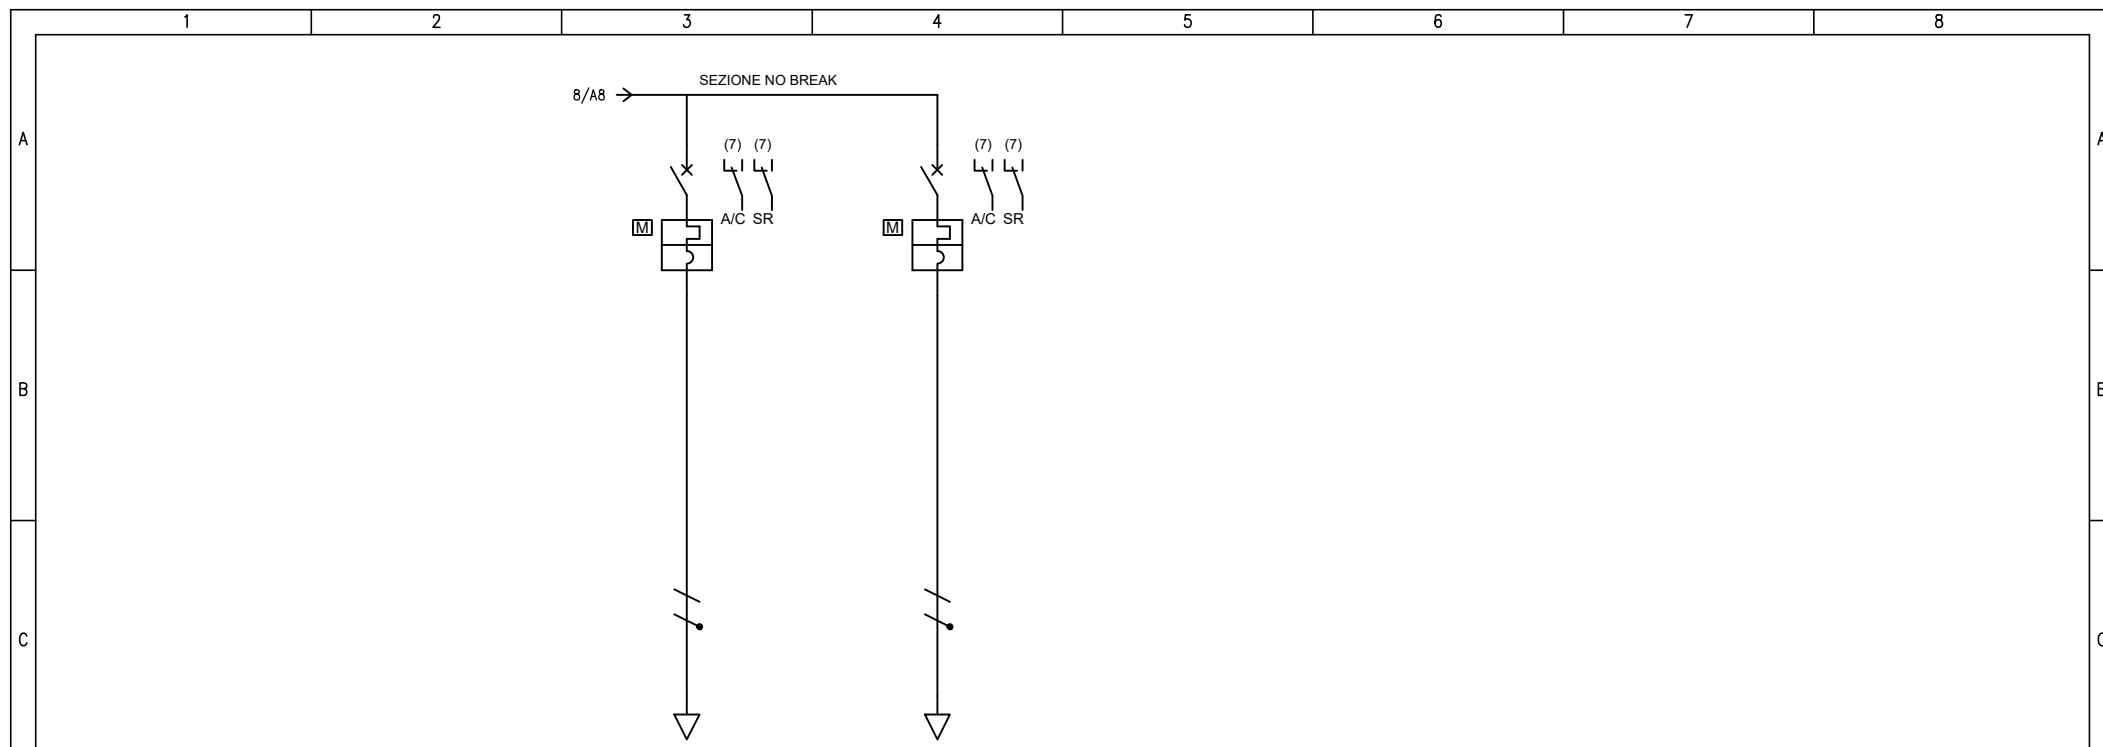 1 2 3 4 5 6 7 8
SEZIONE NO BREAK
8/A8
A A
(7) (7) (7) (7)
A/C SR A/C SR
M M
B B
C C